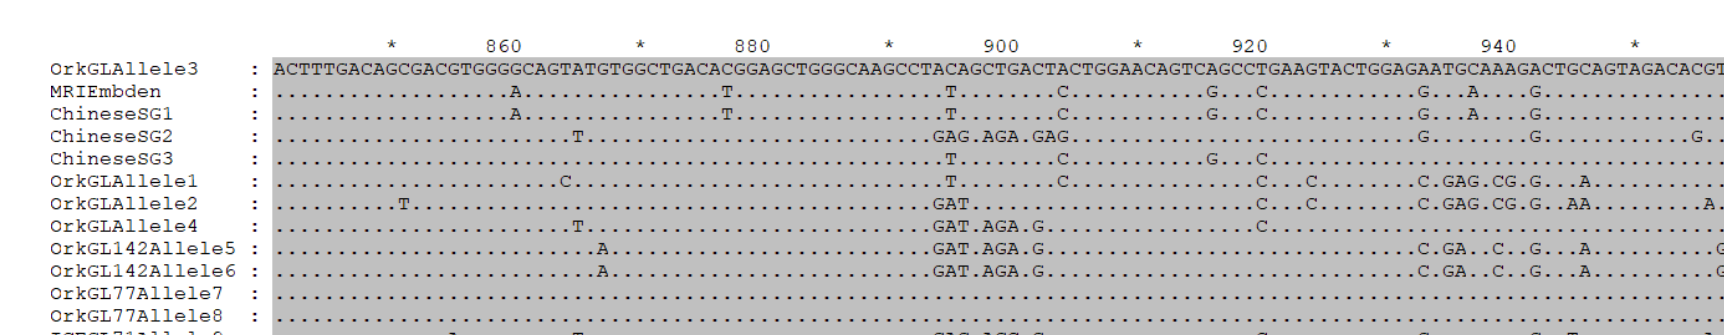 * 860 * 880 * 900 * 920 * 940 *
OrkGLAllele3 : ACTTTGACAGCGACGTGGGGCAGTATGTGGCTGACACGGAGCTGGGCAAGCCTACAGCTGACTACTGGAACAGTCAGCCTGAAGTACTGGAGAATGCAAAGACTGCAGTAGACACGT
MRIEmbden : ...................A................T.................T........C...........G...C............G...A....G...............
ChineseSG1 : ...................A................T.................T........C...........G...C............G...A....G...............
ChineseSG2 : ........................T............................GAG.AGA.GAG............................G........G............G..
ChineseSG3 : ......................................................T........C...........G...C.....................................
OrkGLAllele1 : .......................C..............................T........C...............C...C........C.GAG.CG.G...A...........
OrkGLAllele2 : ..........T..........................................GAT.......................C...C........C.GAG.CG.G..AA.........A.
OrkGLAllele4 : ........................T............................GAT.AGA.G.................C.....................................
OrkGL142Allele5 : ..........................A..........................GAT.AGA.G..............................C.GA..C..G...A..........G
OrkGL142Allele6 : ..........................A..........................GAT.AGA.G..............................C.GA..C..G...A..........G
OrkGL77Allele7 : .....................................................................................................................
OrkGL77Allele8 : .....................................................................................................................